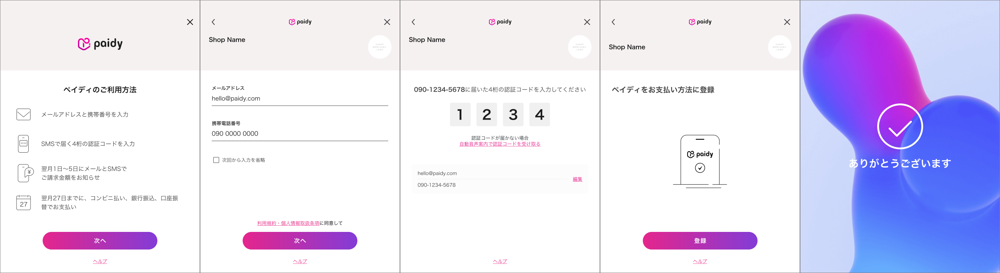 paidy
ペイディのご利用方法
メールアドレスと携帯番号を入力
SMSで届く4桁の認証コードを入力
翌月1日〜5日にメールとSMSで
ご請求金額をお知らせ
27
翌月27日までに、コンビニ払い、銀行振込、口座振
替でお支払い
次へ
ヘルプ
paidy
Shop Name
INSERT
MERCHANT
LOGO
メールアドレス
hello@paidy.com
携帯電話番号
090 0000 0000
次回から入力を省略
利用規約・個人情報取扱条項に同意して
次へ
ヘルプ
paidy
Shop Name
INSERT
MERCHANT
LOGO
090-1234-5678に届いた4桁の認証コードを入力してください
1 2 3 4
認証コードが届かない場合
自動音声案内で認証コードを受け取る
hello@paidy.com
編集
090-1234-5678
ヘルプ
paidy
Shop Name
INSERT
MERCHANT
LOGO
ペイディをお支払い方法に登録
paidy
登録
ヘルプ
ありがとうございます